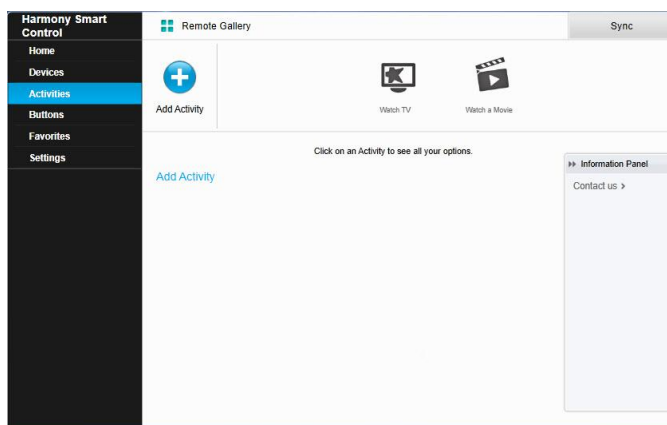 Harmony Smart
Control
Remote Gallery
Sync
Home
Devices
Activities
Buttons
Favorites
Settings
Add Activity
Watch TV
Watch a Movie
Click on an Activity to see all your options.
Add Activity
Information Panel
Contact us >